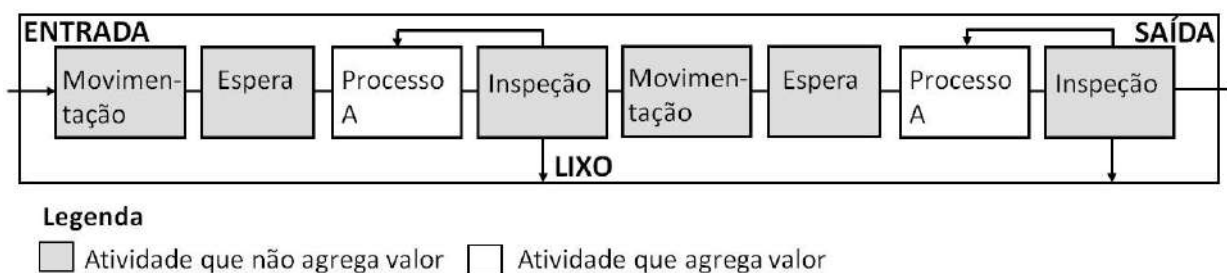 ENTRADA
SAÍDA
Movimen-
tação
Espera
Processo
A
Inspeção
Movimen-
tação
Espera
Processo
A
Inspeção
LIXO
Legenda
Atividade que não agrega valor
Atividade que agrega valor